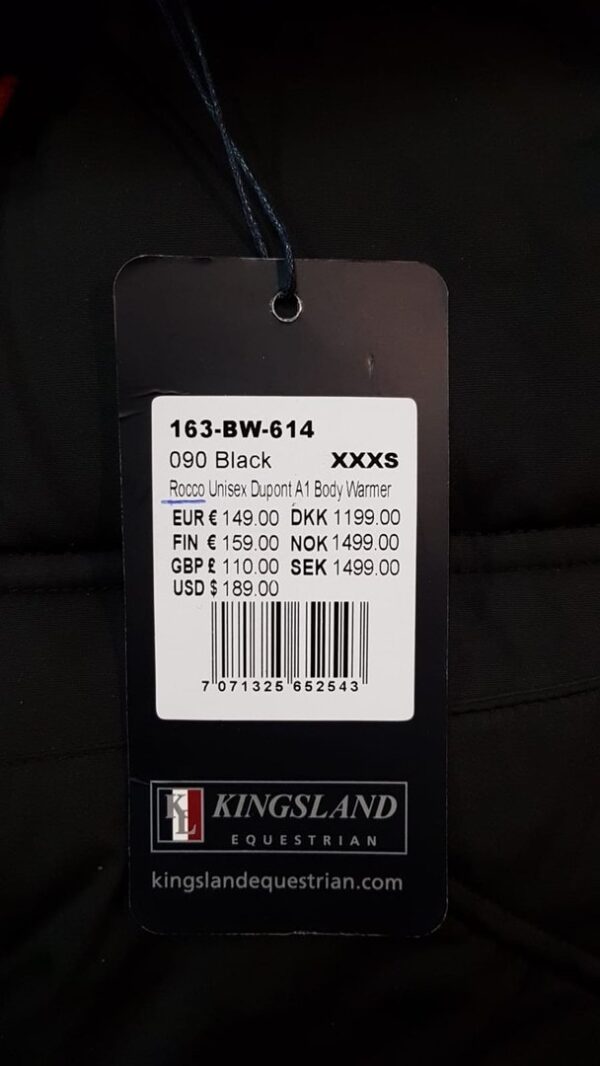 163-BW-614
090 Black XXXS
Rocco Unisex Dupont A1 Body Warmer
EUR € 149.00 DKK 1199.00
FIN € 159.00 NOK 1499.00
GBP £ 110.00 SEK 1499.00
USD $ 189.00
7 071325 652543
KL KINGSLAND
EQUESTRIAN
kingslandequestrian.com